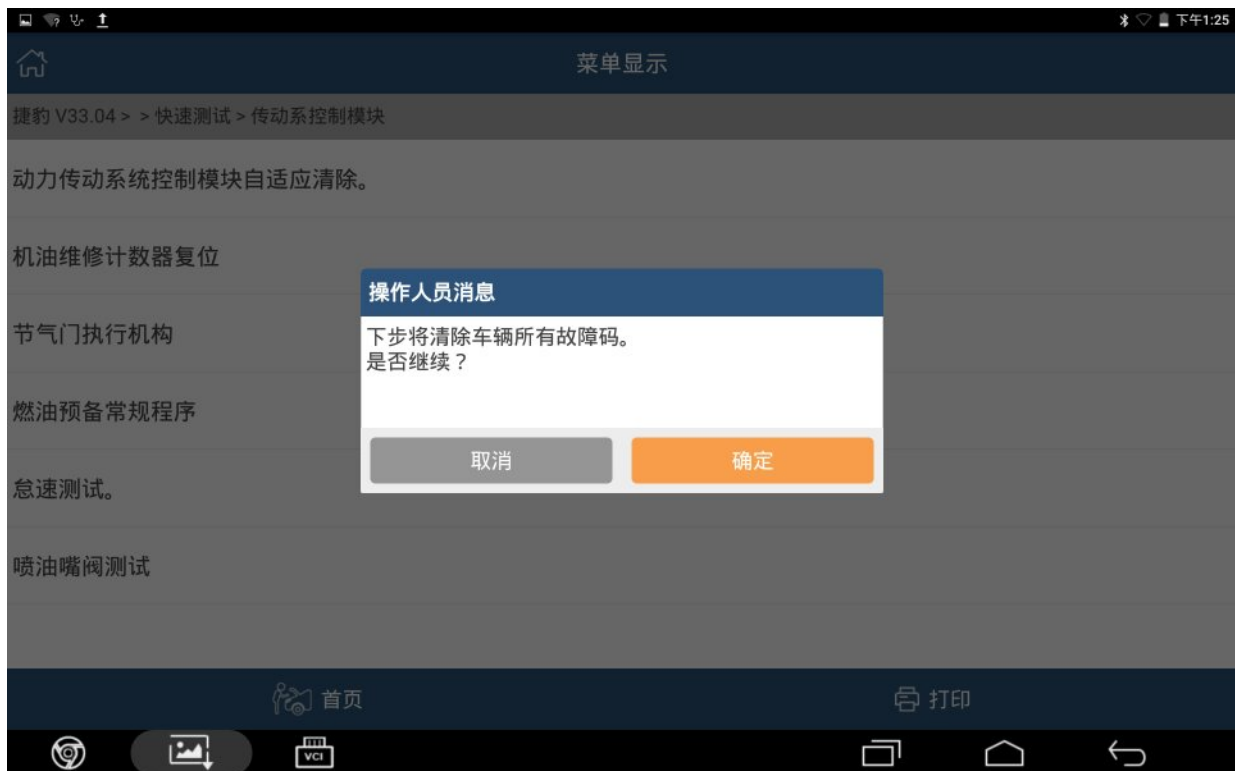 下午1:25
菜单显示
捷豹 V33.04 > > 快速测试 > 传动系控制模块
动力传动系统控制模块自适应清除。
机油维修计数器复位
节气门执行机构
燃油预备常规程序
怠速测试。
喷油嘴阀测试
操作人员消息
下步将清除车辆所有故障码。
是否继续？
取消
确定
首页
打印
VCI